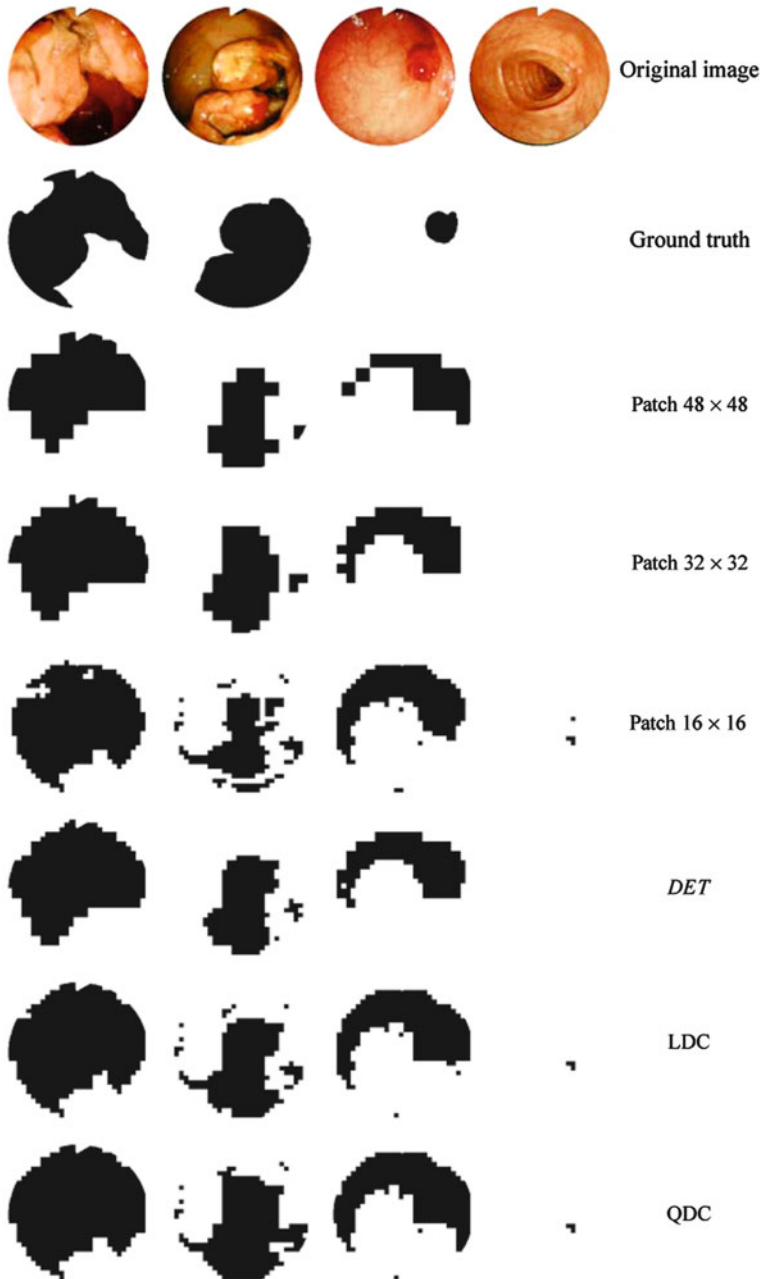 Original image
Ground truth
Patch 48 × 48
Patch 32 × 32
Patch 16 × 16
DET
LDC
QDC